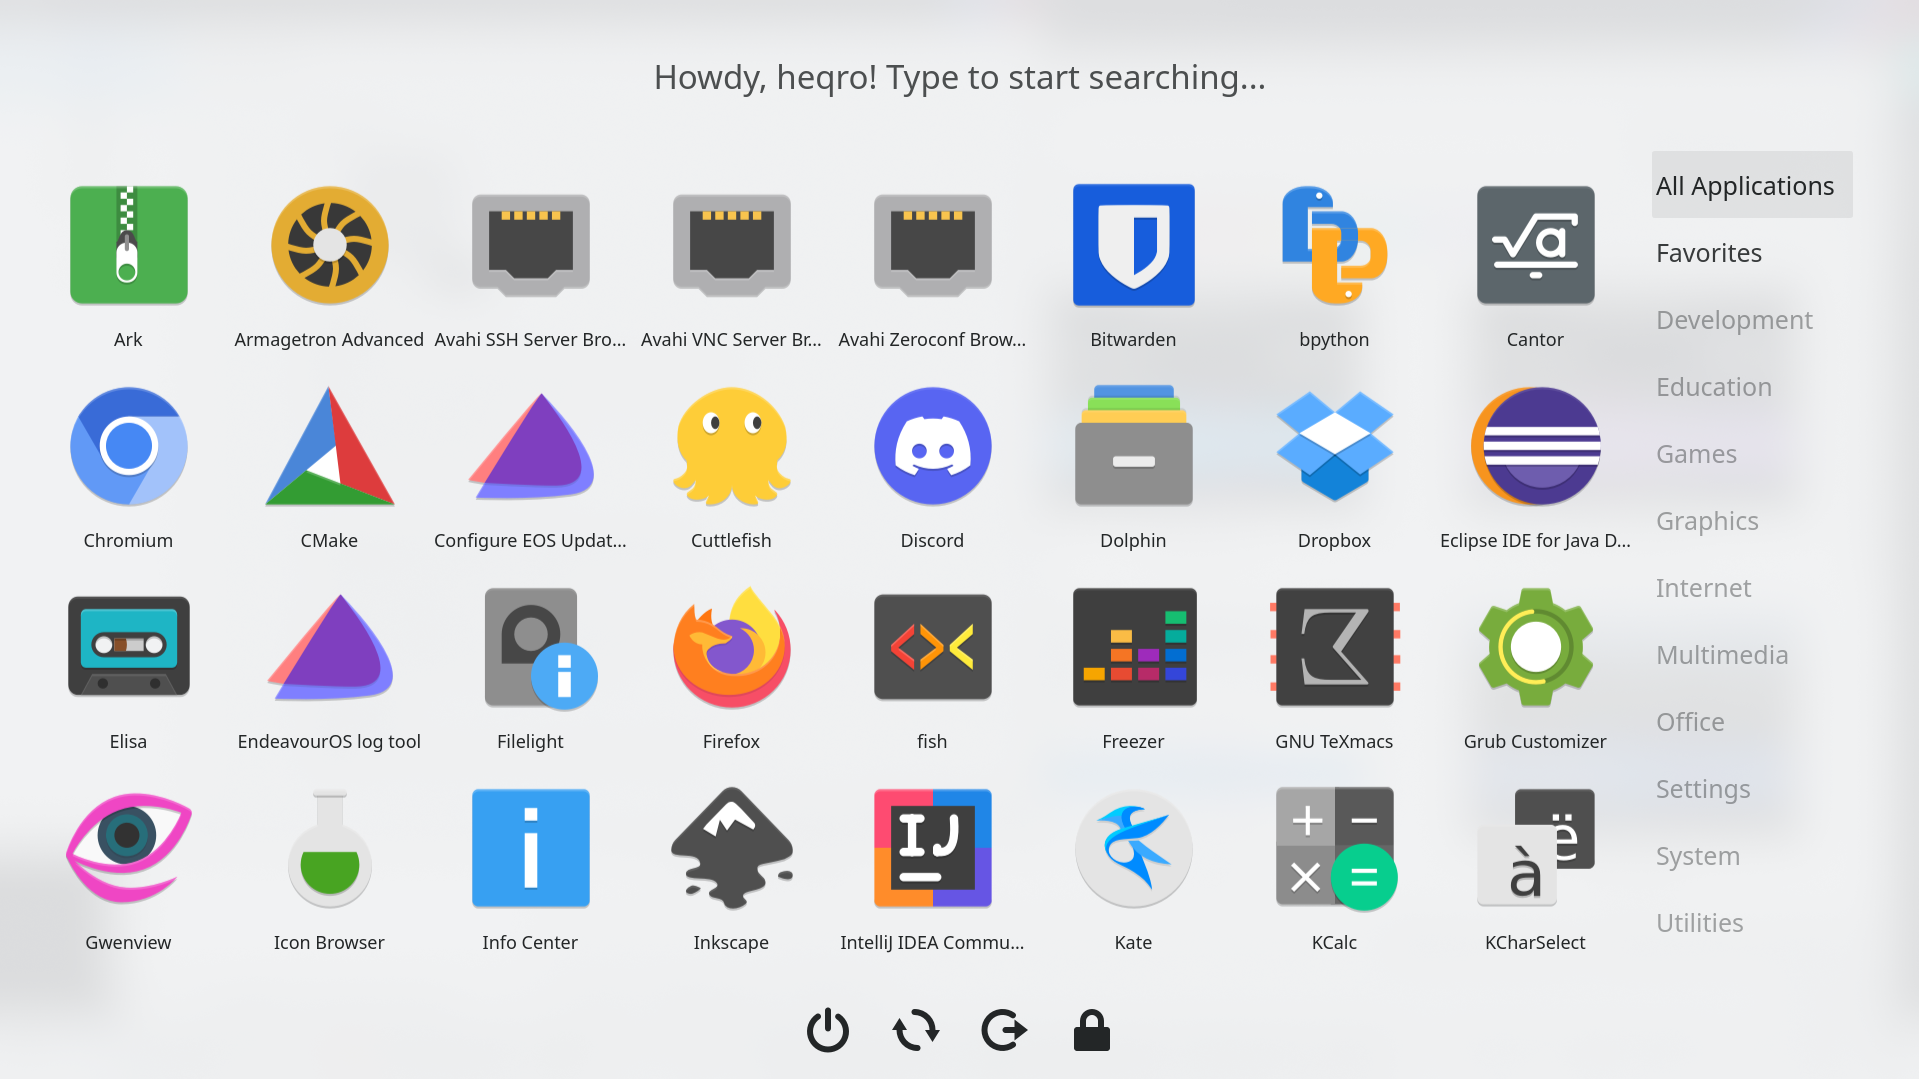 Howdy, heqro! Type to start searching...
Ark
Armagetron Advanced
Avahi SSH Server Bro...
Avahi VNC Server Br...
Avahi Zeroconf Brow...
Bitwarden
bpython
Cantor
Chromium
CMake
Configure EOS Updat...
Cuttlefish
Discord
Dolphin
Dropbox
Eclipse IDE for Java D...
Elisa
EndeavourOS log tool
Filelight
Firefox
fish
Freezer
GNU TeXmacs
Grub Customizer
IJ
ë
à
Gwenview
Icon Browser
Info Center
Inkscape
IntelliJ IDEA Commu...
Kate
KCalc
KCharSelect
All Applications
Favorites
Development
Education
Games
Graphics
Internet
Multimedia
Office
Settings
System
Utilities